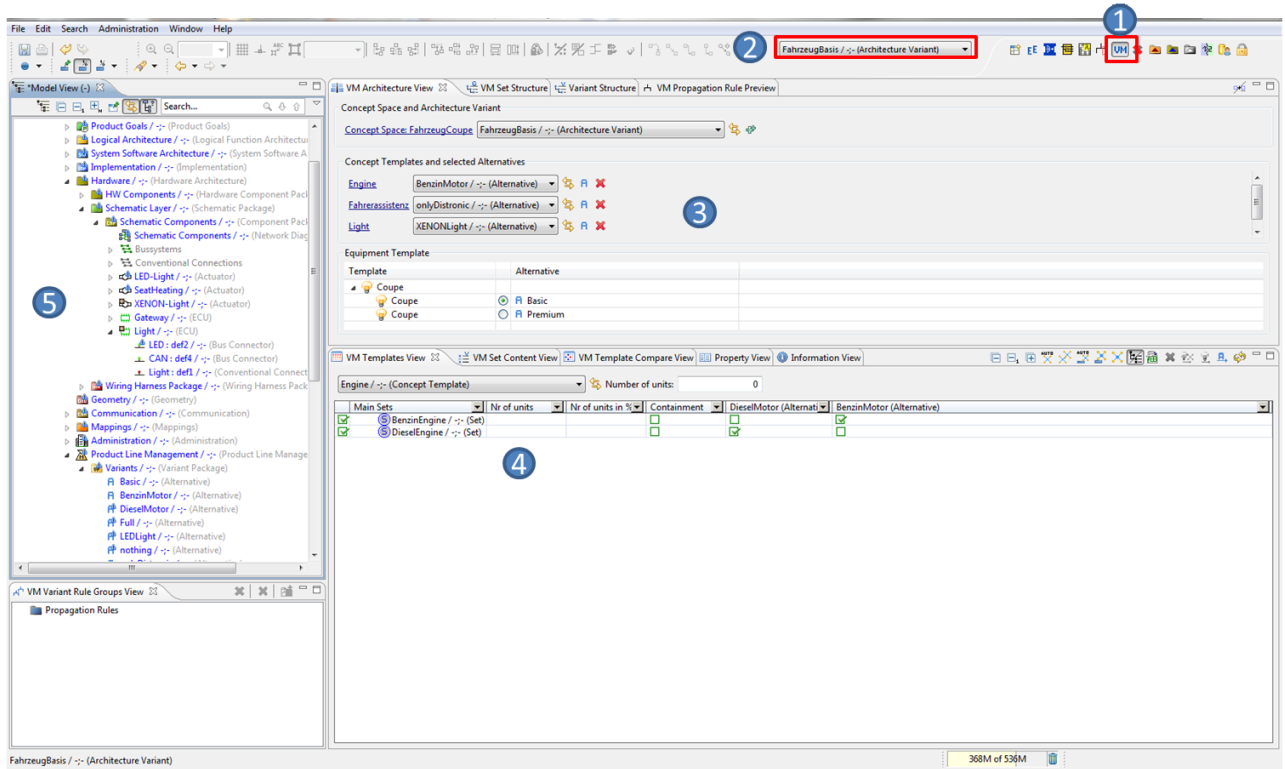 1
File Edit Search Administration Window Help
2
FahrzeugBasis / -;- (Architecture Variant)
EE VM
*Model View (-)
Search...
Product Goals / -;- (Product Goals)
Logical Architecture / -;- (Logical Function Architectur
System Software Architecture / -;- (System Software A
Implementation / -;- (Implementation)
Hardware / -;- (Hardware Architecture)
HW Components / -;- (Hardware Component Pack
Schematic Layer / -;- (Schematic Package)
Schematic Components / -;- (Component Pack
Schematic Components / -;- (Network Diag
Bussystems
Conventional Connections
LED-Light / -;- (Actuator)
SeatHeating / -;- (Actuator)
XENON-Light / -;- (Actuator)
Gateway / -;- (ECU)
Light / -;- (ECU)
LED : def2 / -;- (Bus Connector)
CAN : def4 / -;- (Bus Connector)
Light : def1 / -;- (Conventional Connect
Wiring Harness Package / -;- (Wiring Harness Pack
Geometry / -;- (Geometry)
Communication / -;- (Communication)
Mappings / -;- (Mappings)
Administration / -;- (Administration)
Product Line Management / -;- (Product Line Manage
Variants / -;- (Variant Package)
Basic / -;- (Alternative)
BenzinMotor / -;- (Alternative)
DieselMotor / -;- (Alternative)
Full / -;- (Alternative)
LEDLight / -;- (Alternative)
nothing / -;- (Alternative)
5
VM Variant Rule Groups View
Propagation Rules
VM Architecture View VM Set Structure Variant Structure VM Propagation Rule Preview
Concept Space and Architecture Variant
Concept Space: FahrzeugCoupe FahrzeugBasis / -;- (Architecture Variant)
Concept Templates and selected Alternatives
Engine BenzinMotor / -;- (Alternative)
Fahrerassistenz onlyDistronic / -;- (Alternative)
Light XENONLight / -;- (Alternative)
3
Equipment Template
Template Alternative
Coupe
Coupe Basic
Coupe Premium
VM Templates View VM Set Content View VM Template Compare View Property View Information View
Engine / -;- (Concept Template) Number of units: 0
Main Sets Nr of units Nr of units in % Containment DieselMotor (Alternati BenzinMotor (Alternative)
BenzinEngine / -;- (Set)
DieselEngine / -;- (Set)
4
FahrzeugBasis / -;- (Architecture Variant) 368M of 536M